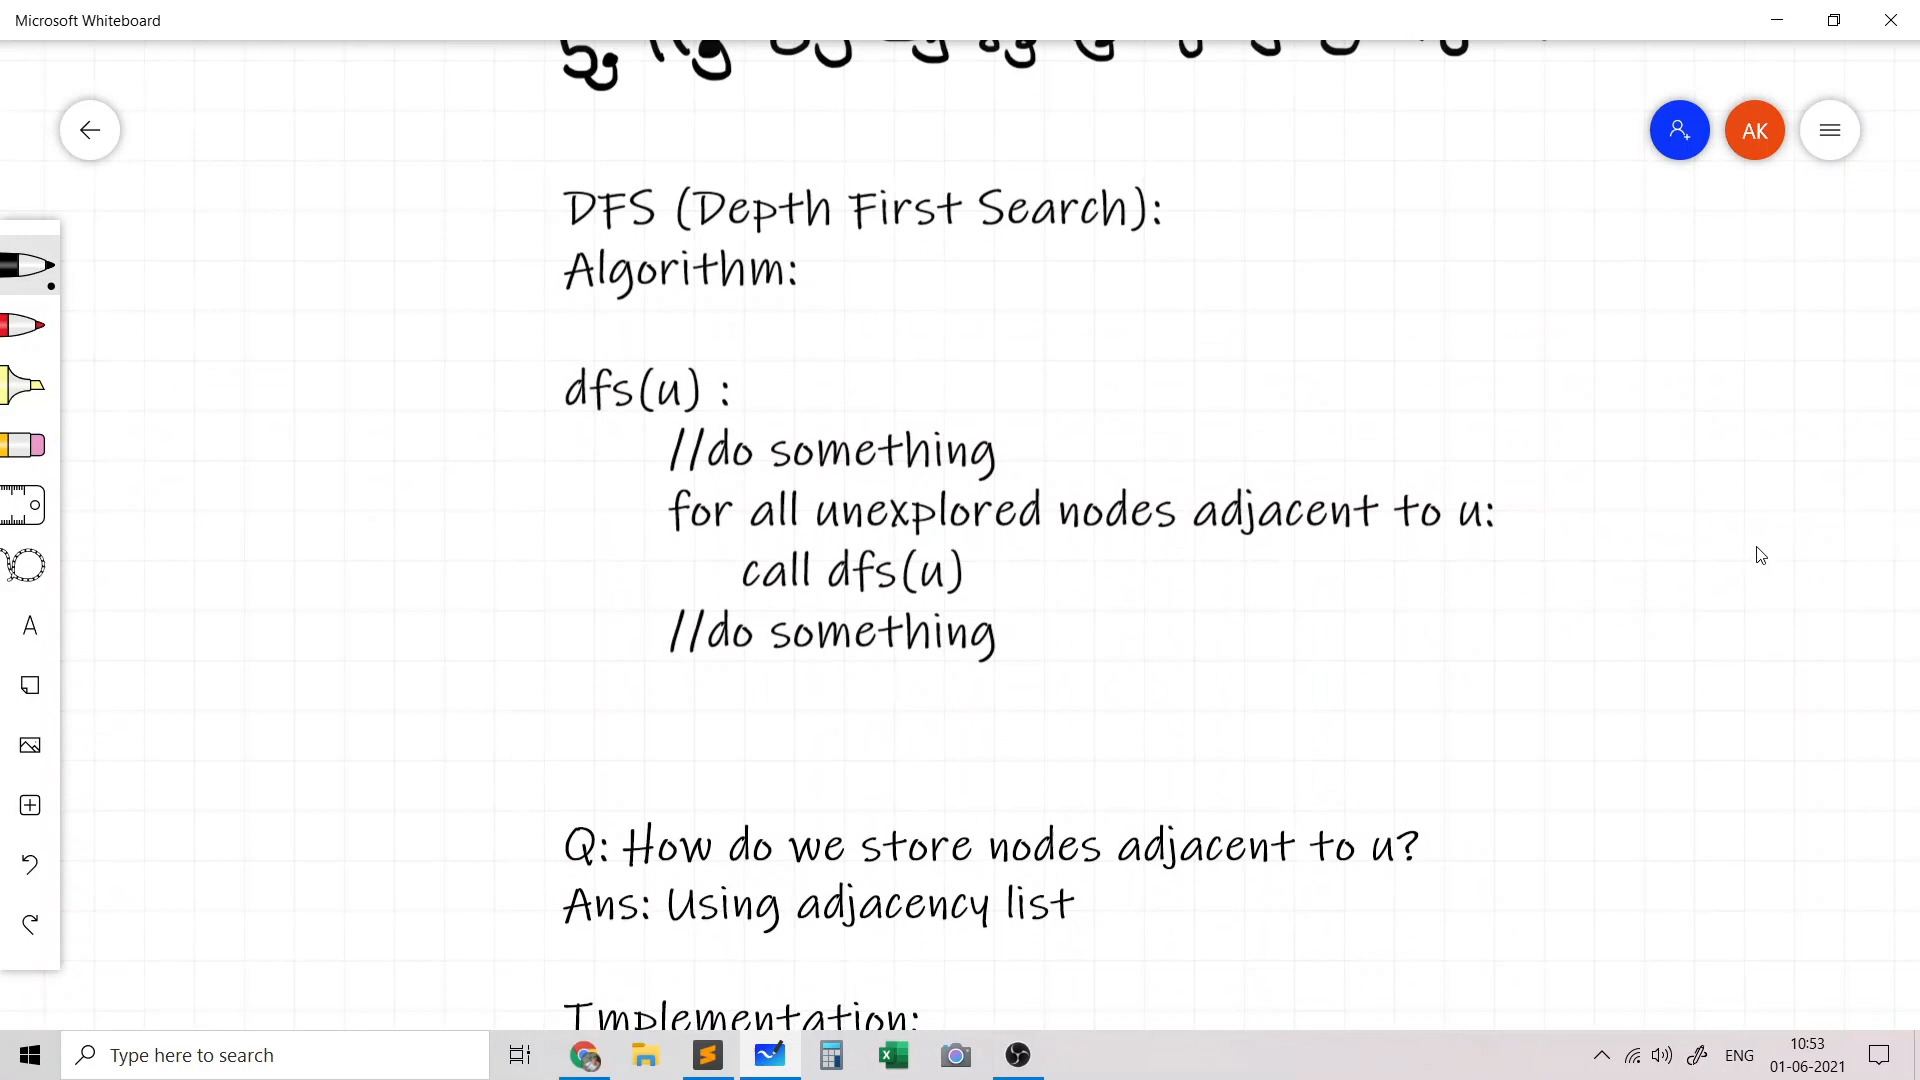 Microsoft Whiteboard
AK
DFS (Depth First Search):
Algorithm:
dfs(u) :
//do something
for all unexplored nodes adjacent to u:
call dfs(u)
//do something
A
Q: How do we store nodes adjacent to u?
Ans: Using adjacency list
Implementation:
Type here to search
ENG
10:53
01-06-2021